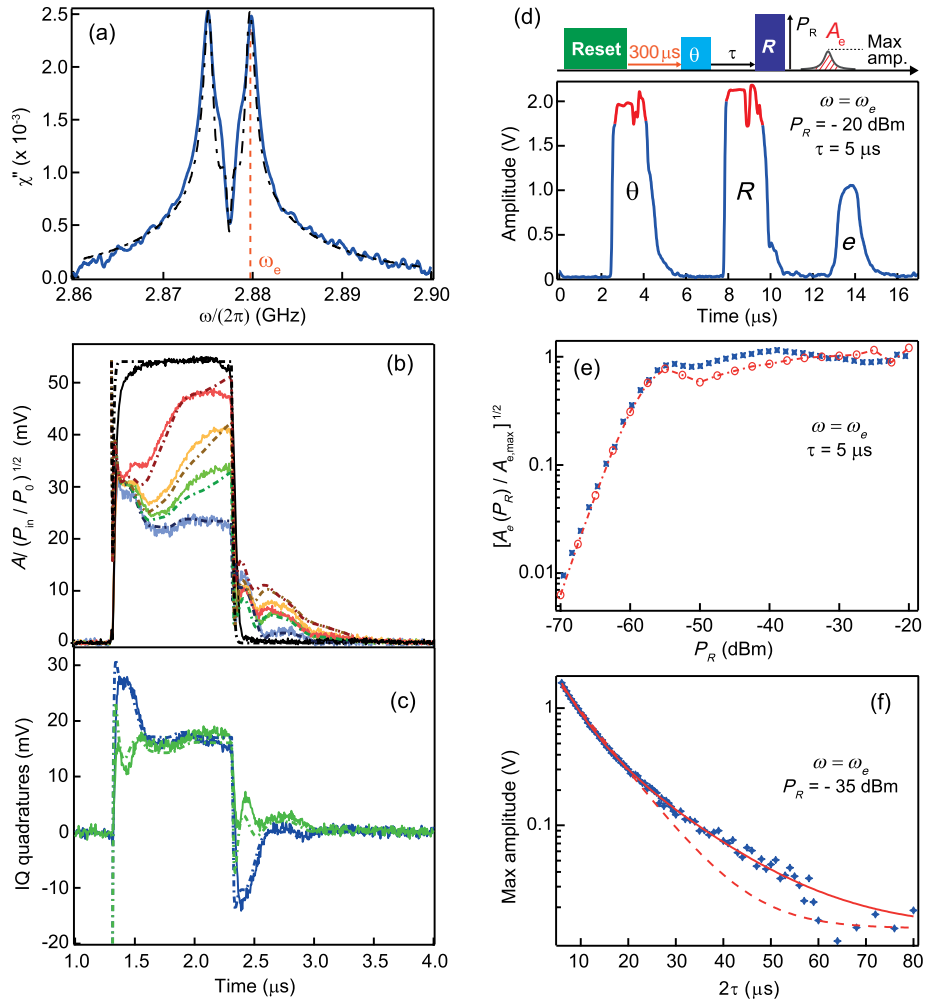 (a)
χ" (x 10⁻³)
2.5
2.0
1.5
1.0
0.5
0.0
ωₑ
2.86
2.87
2.88
2.89
2.90
ω/(2π) (GHz)
(b)
A/ (P_in / P_0)^1/2 (mV)
50
40
30
20
10
0
(c)
IQ quadratures (mV)
30
20
10
0
-10
-20
1.0
1.5
2.0
2.5
3.0
3.5
4.0
Time (μs)
(d)
Reset
300 μs
θ
τ
R
P_R
Aₑ
Max
amp.
Amplitude (V)
2.0
1.5
1.0
0.5
0.0
θ
R
e
ω = ωₑ
P_R = - 20 dBm
τ = 5 μs
0
2
4
6
8
10
12
14
16
Time (μs)
(e)
[Aₑ(P_R) / A_e,max]^1/2
1
0.1
0.01
ω = ωₑ
τ = 5 μs
-70
-60
-50
-40
-30
-20
P_R (dBm)
(f)
Max amplitude (V)
1
0.1
ω = ωₑ
P_R = - 35 dBm
10
20
30
40
50
60
70
80
2τ (μs)